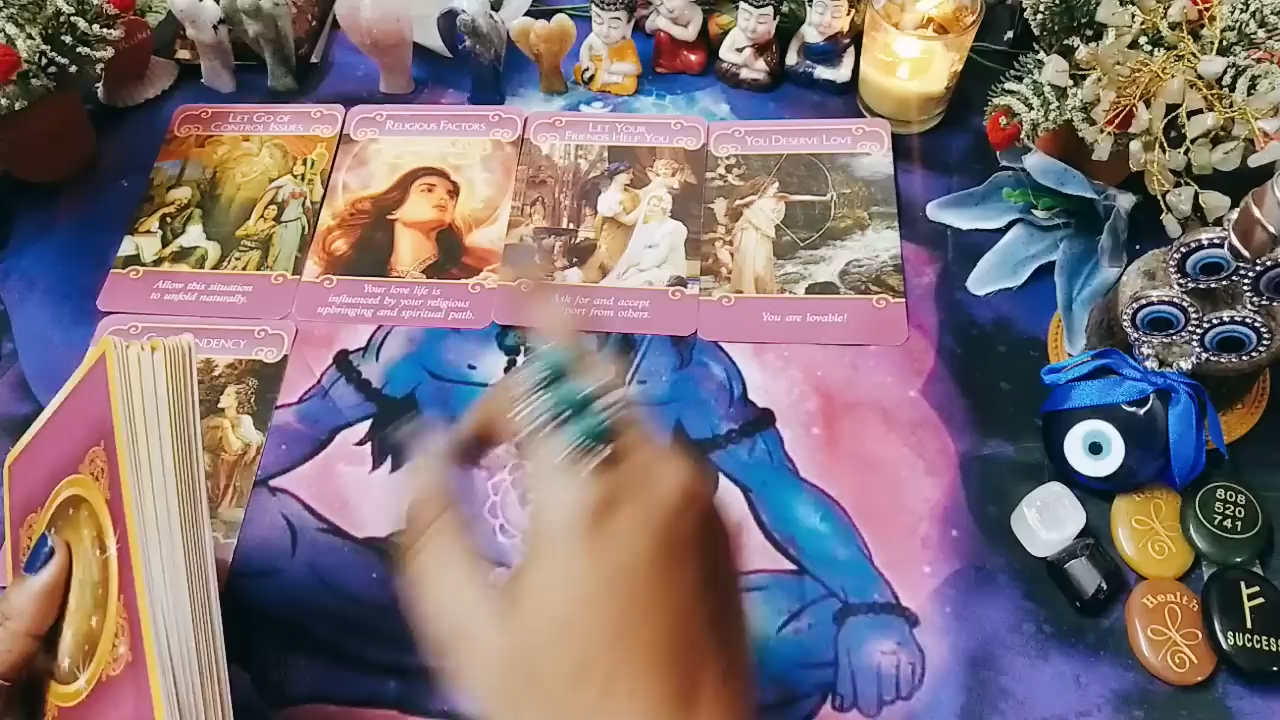 LET GO OF
CONTROL ISSUES
RELIGIOUS FACTORS
LET YOUR
FRIENDS HELP YOU
YOU DESERVE LOVE
Allow this situation
to unfold naturally.
Your love life is
influenced by your religious
upbringing and spiritual path.
Ask for and accept
from others.
You are lovable!
Health
808
520
741
Health
SUCCESS